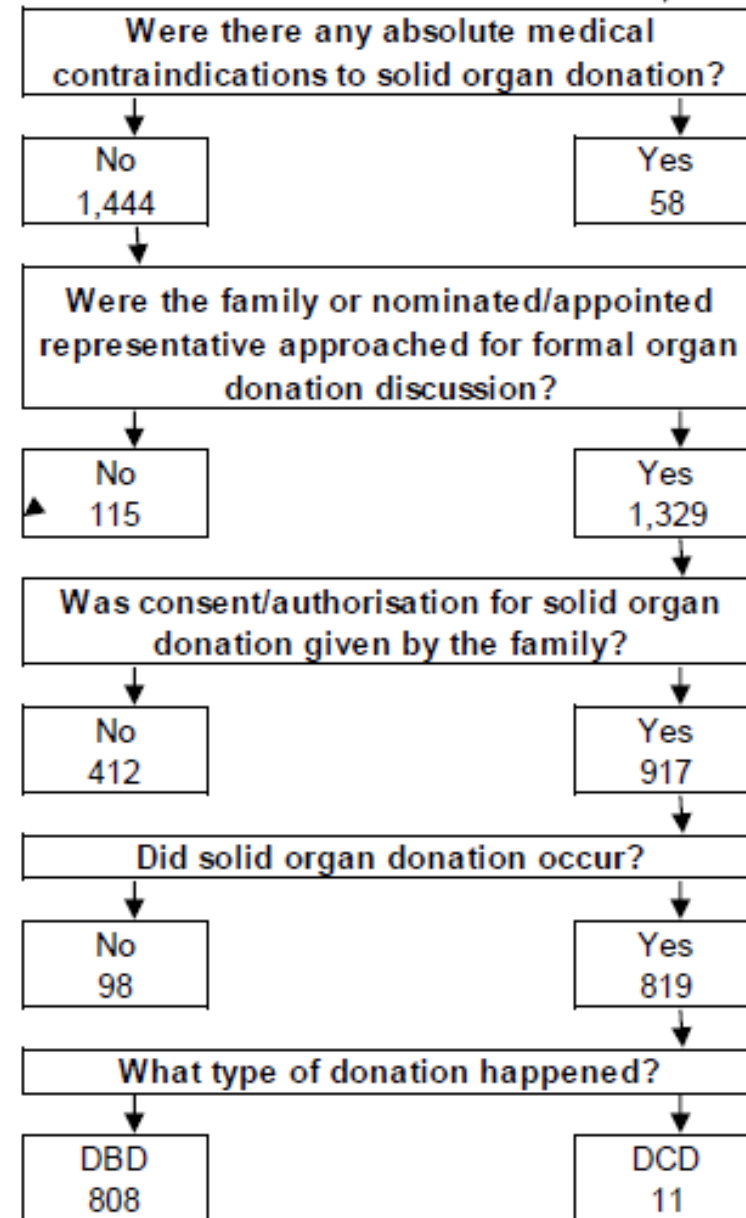 Were there any absolute medical
contraindications to solid organ donation?
No
1,444
Yes
58
Were the family or nominated/appointed
representative approached for formal organ
donation discussion?
No
115
Yes
1,329
Was consent/authorisation for solid organ
donation given by the family?
No
412
Yes
917
Did solid organ donation occur?
No
98
Yes
819
What type of donation happened?
DBD
808
DCD
11